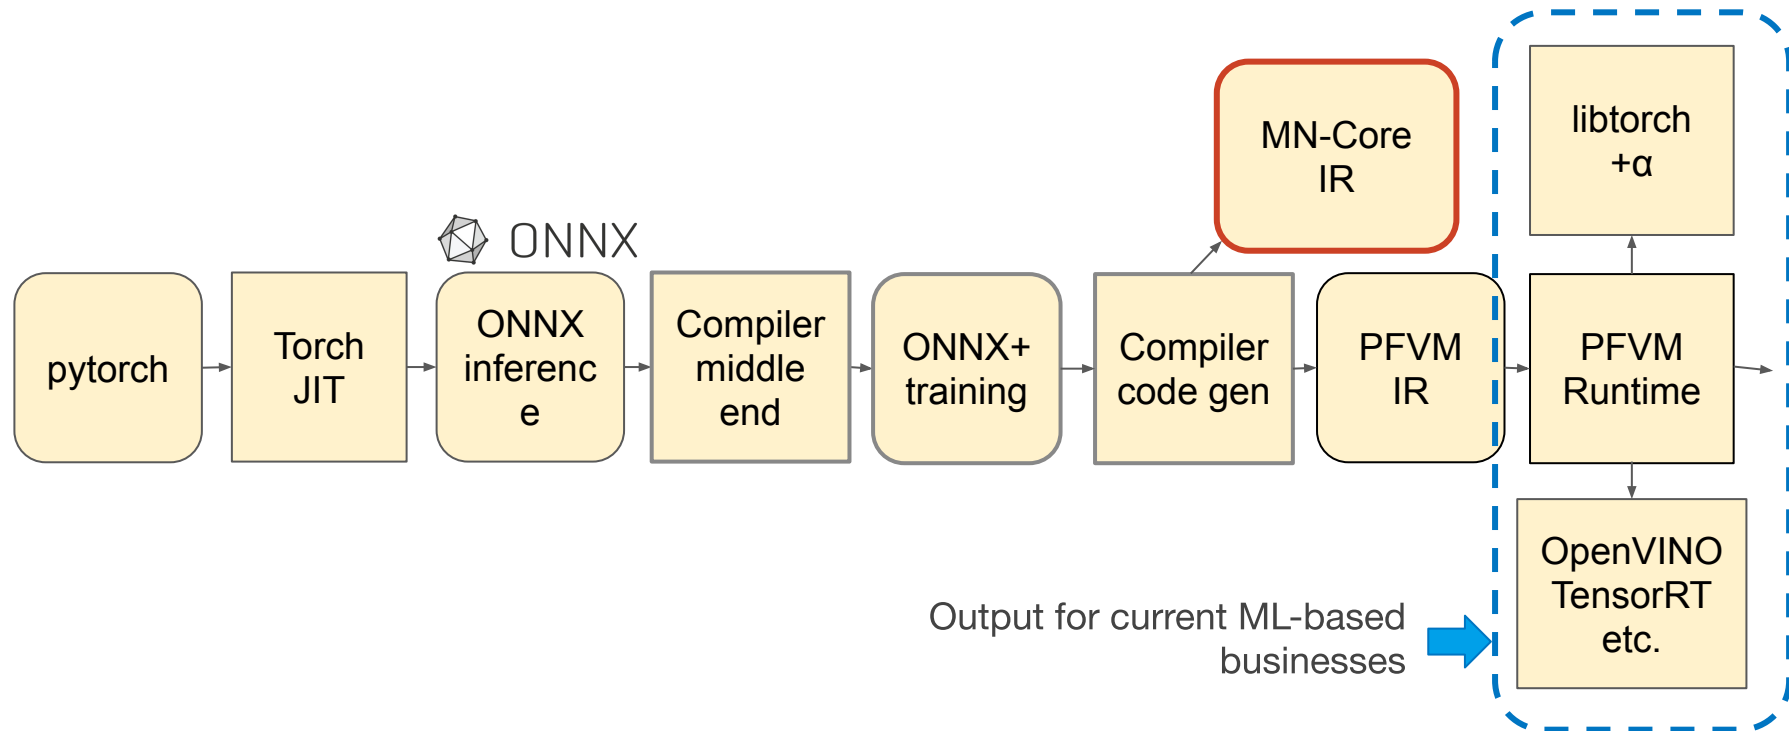 pytorch
Torch
JIT
ONNX
ONNX
inferenc
e
Compiler
middle
end
ONNX+
training
Compiler
code gen
MN-Core
IR
PFVM
IR
PFVM
Runtime
libtorch
+α
OpenVINO
TensorRT
etc.
Output for current ML-based
businesses